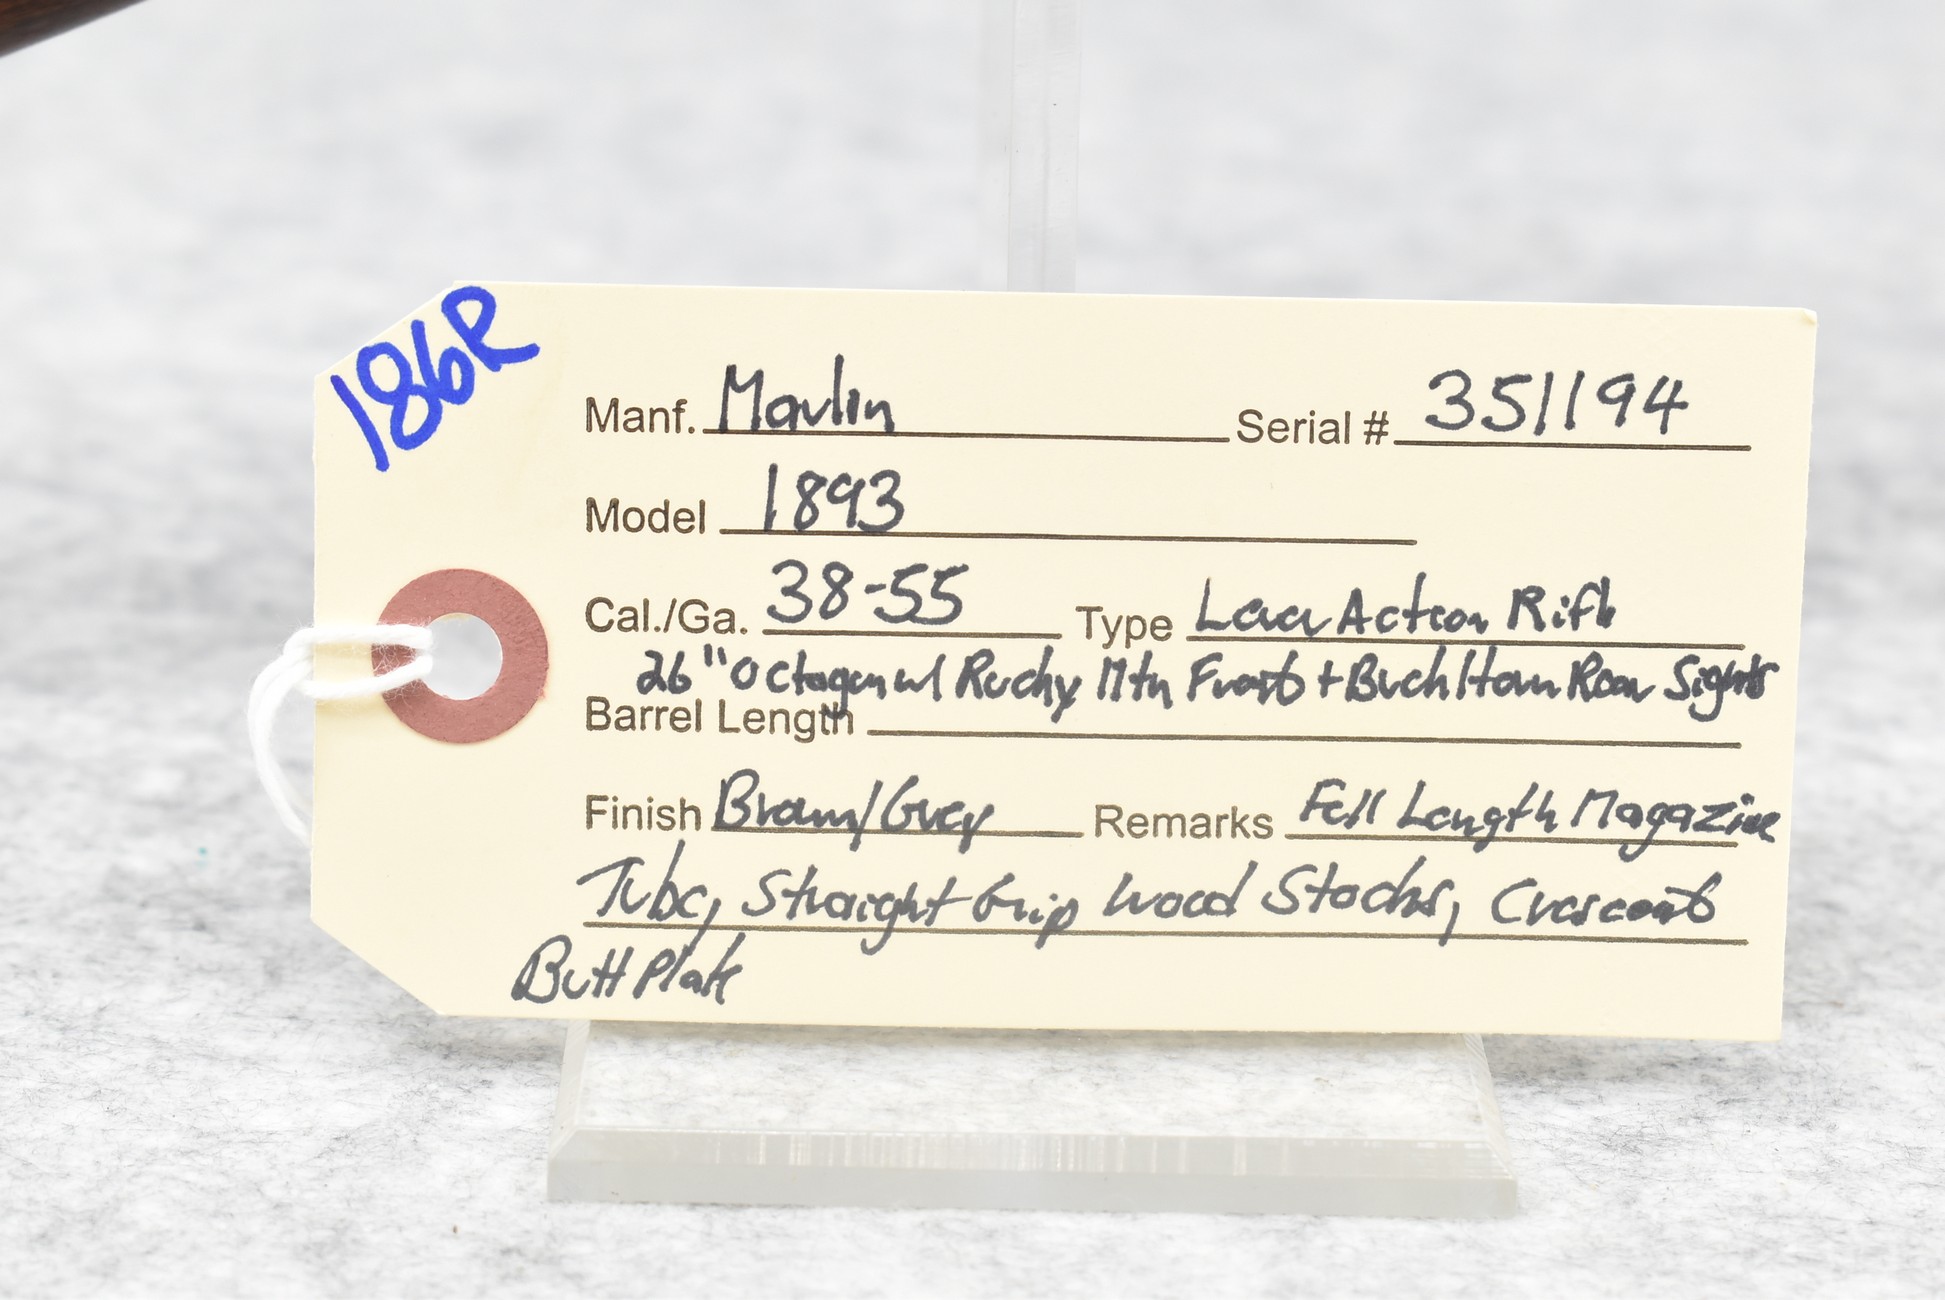 186R
Manf. Marlin Serial # 351194
Model 1893
Cal./Ga. 38-55 Type Lever Action Rifle
26" Octagon w/ Rocky Mtn Front + Buckhorn Rear Sights
Barrel Length
Finish Brown/Grey Remarks Full Length Magazine
Tube, Straight Grip Wood Stocks, Crescent
Butt Plate